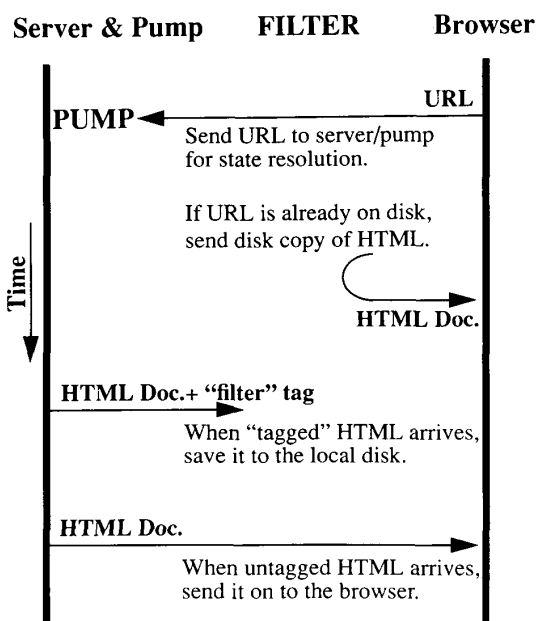 Server & Pump FILTER Browser
URL
PUMP
Send URL to server/pump
for state resolution.
If URL is already on disk,
send disk copy of HTML.
Time
HTML Doc.
HTML Doc.+ “filter” tag
When “tagged” HTML arrives,
save it to the local disk.
HTML Doc.
When untagged HTML arrives,
send it on to the browser.